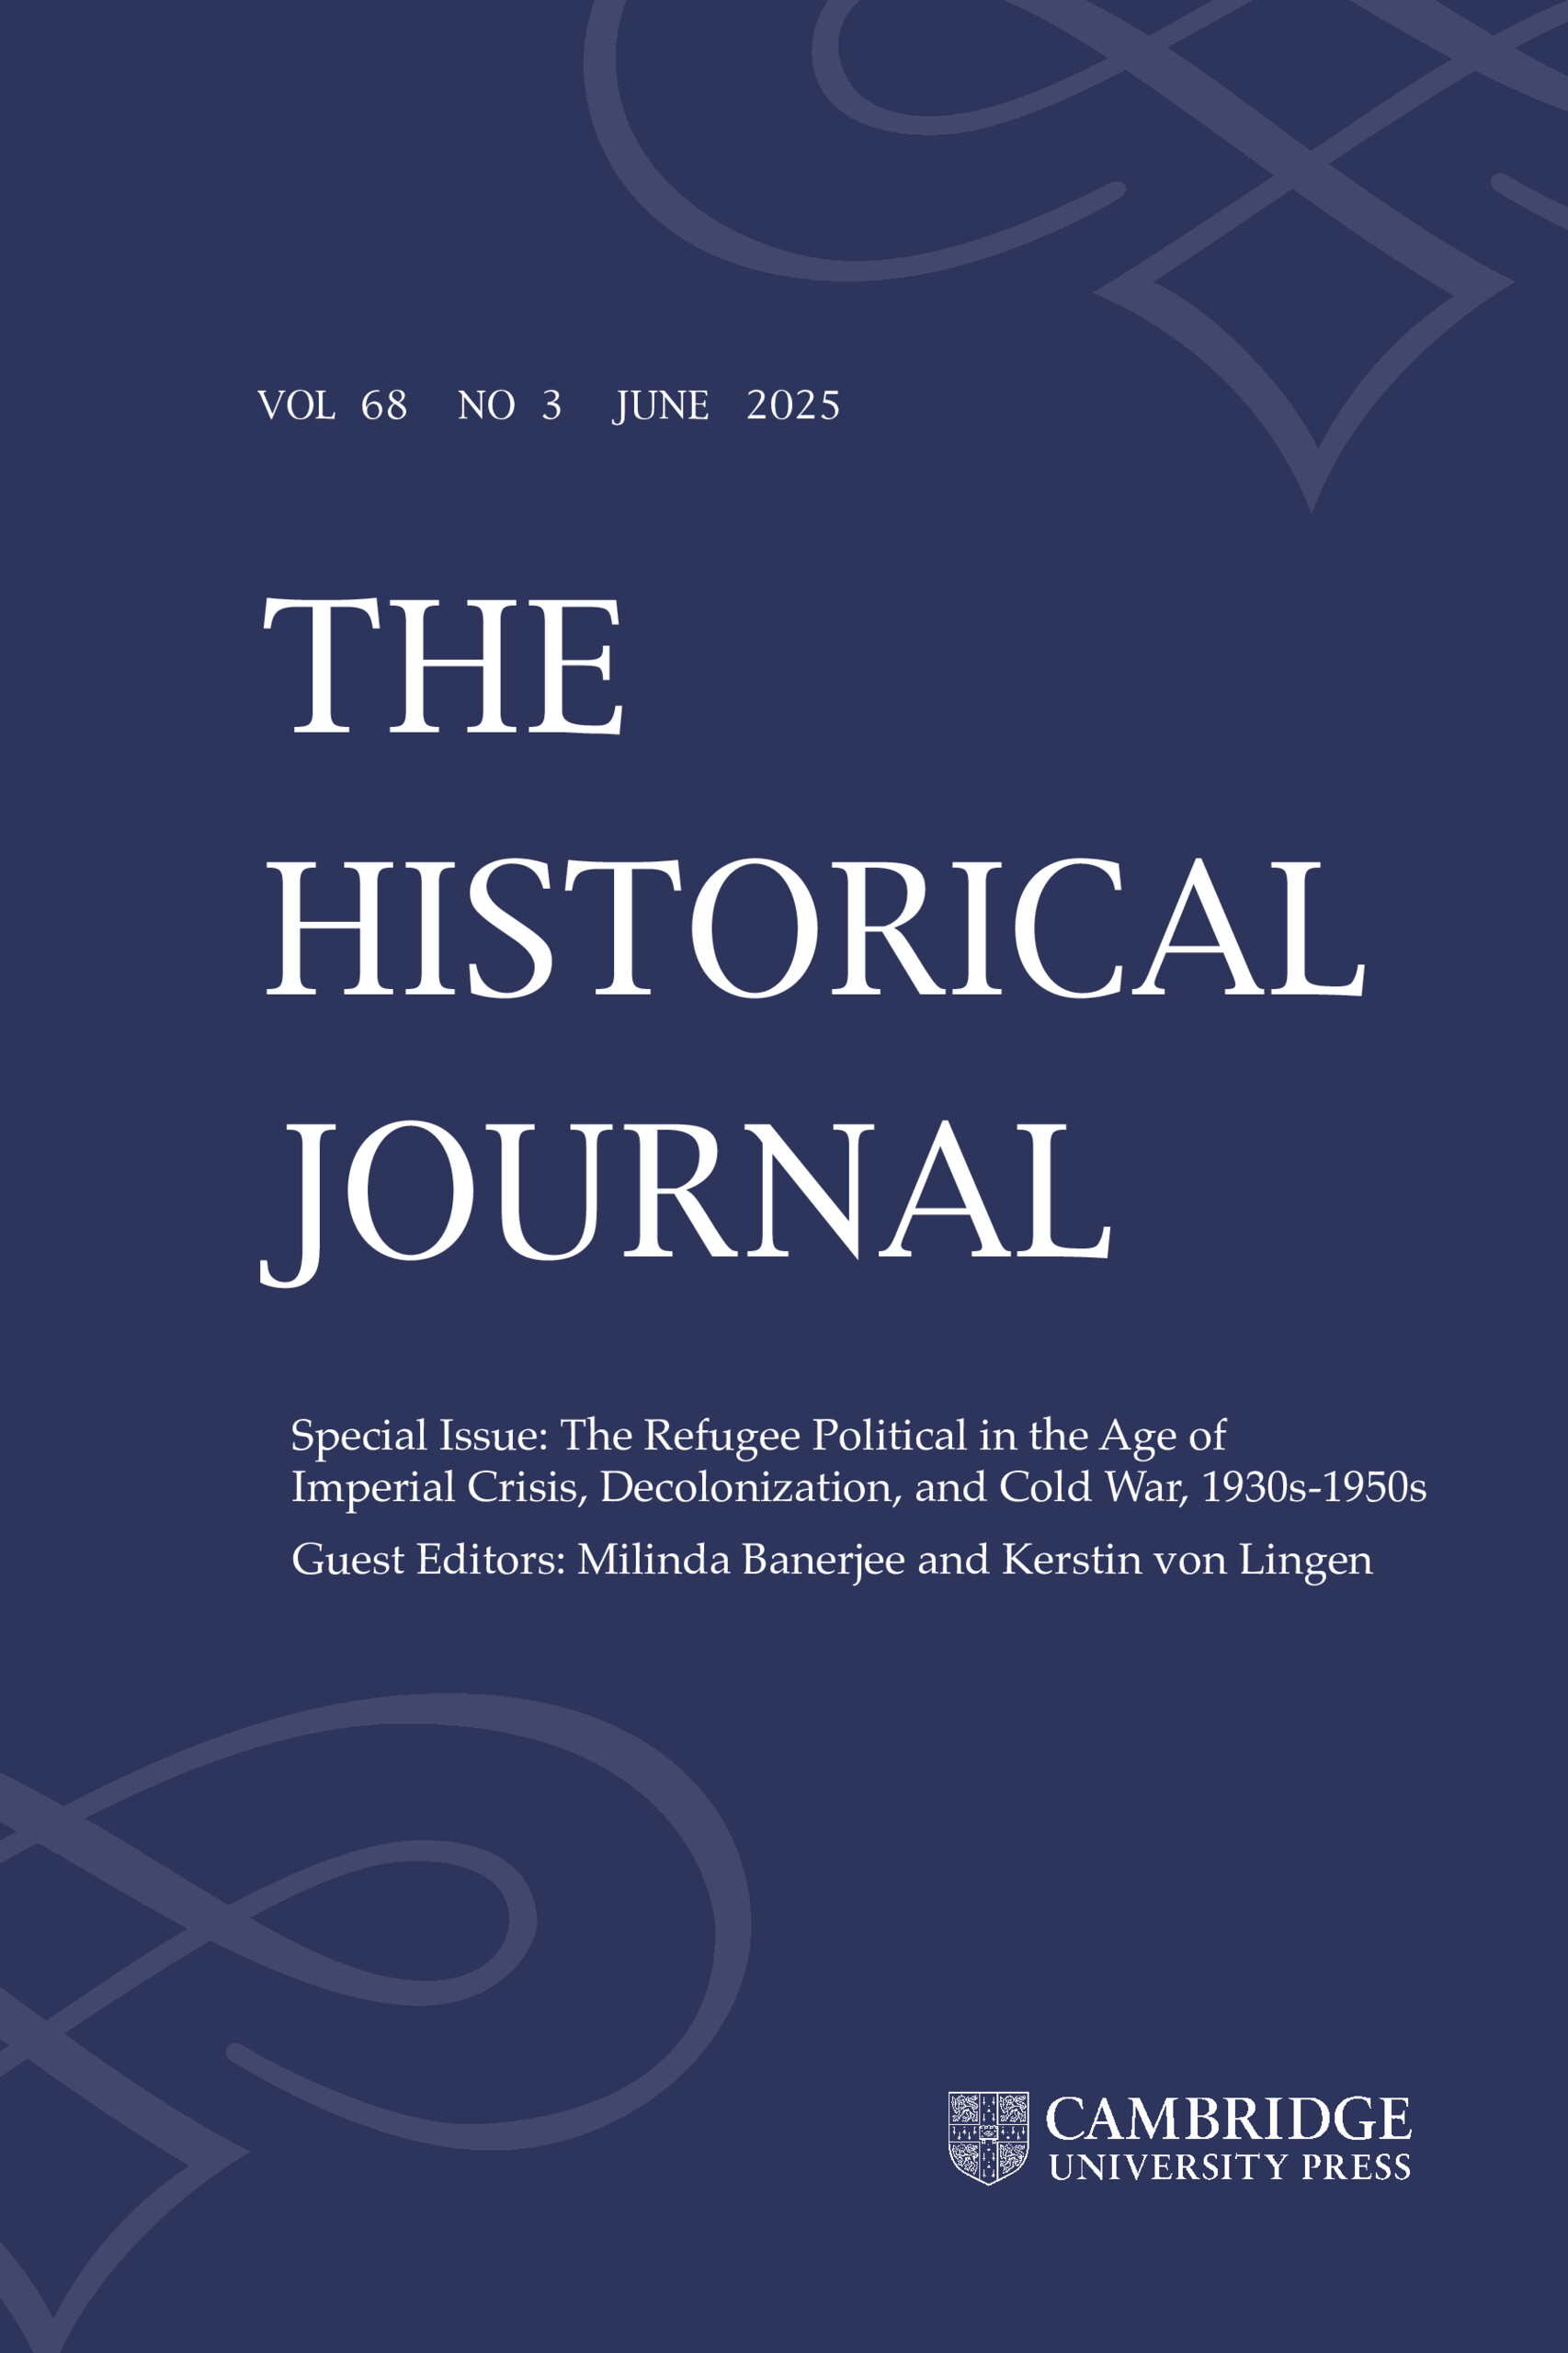 VOL 68 NO 3 JUNE 2025
THE
HISTORICAL
JOURNAL
Special Issue: The Refugee Political in the Age of
Imperial Crisis, Decolonization, and Cold War, 1930s-1950s
Guest Editors: Milinda Banerjee and Kerstin von Lingen
CAMBRIDGE
UNIVERSITY PRESS